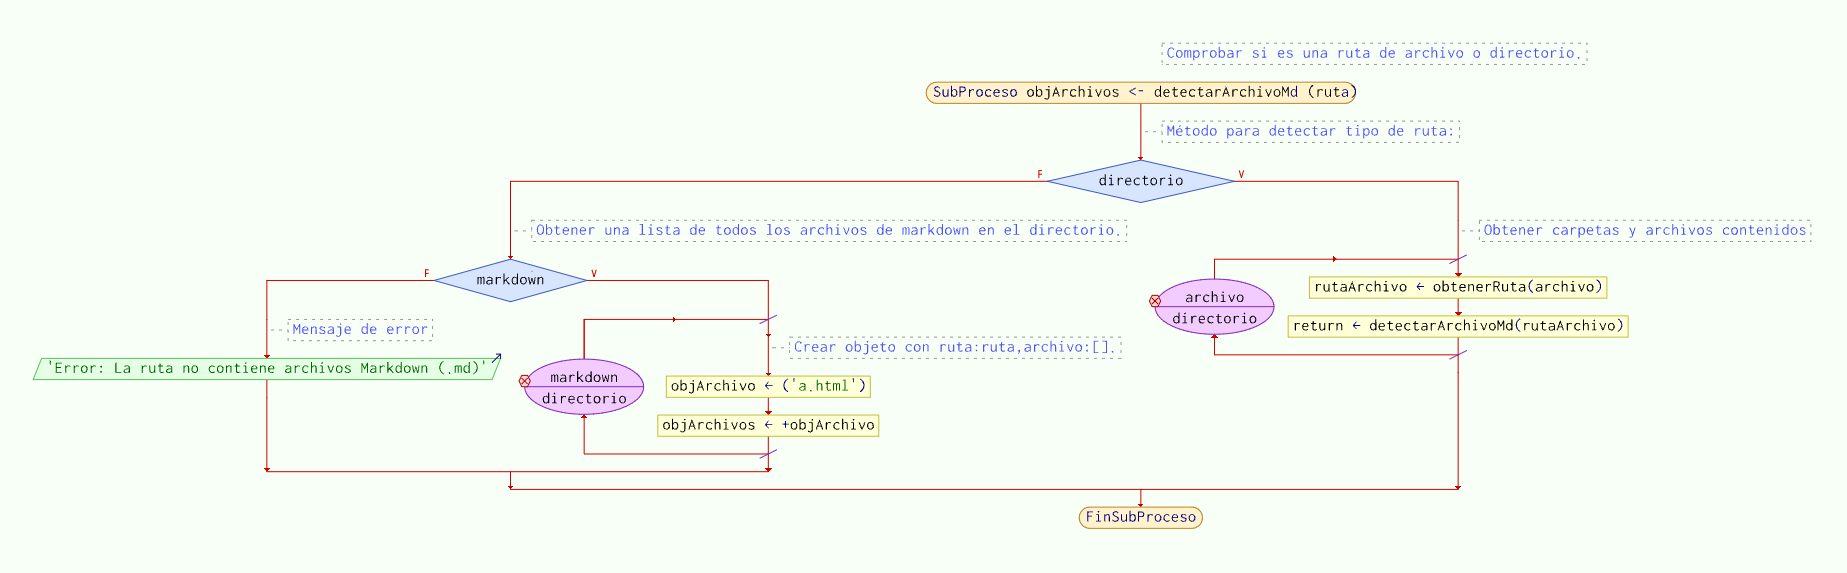 Comprobar si es una ruta de archivo o directorio.
SubProceso objArchivos <- detectarArchivoMd (ruta)
Método para detectar tipo de ruta:
directorio
F
V
Obtener una lista de todos los archivos de markdown en el directorio.
Obtener carpetas y archivos contenidos
markdown
F
V
archivo
directorio
rutaArchivo ← obtenerRuta(archivo)
return ← detectarArchivoMd(rutaArchivo)
Mensaje de error
'Error: La ruta no contiene archivos Markdown (.md)'
Crear objeto con ruta:ruta,archivo:[].
markdown
directorio
objArchivo ← ('a.html')
objArchivos ← +objArchivo
FinSubProceso